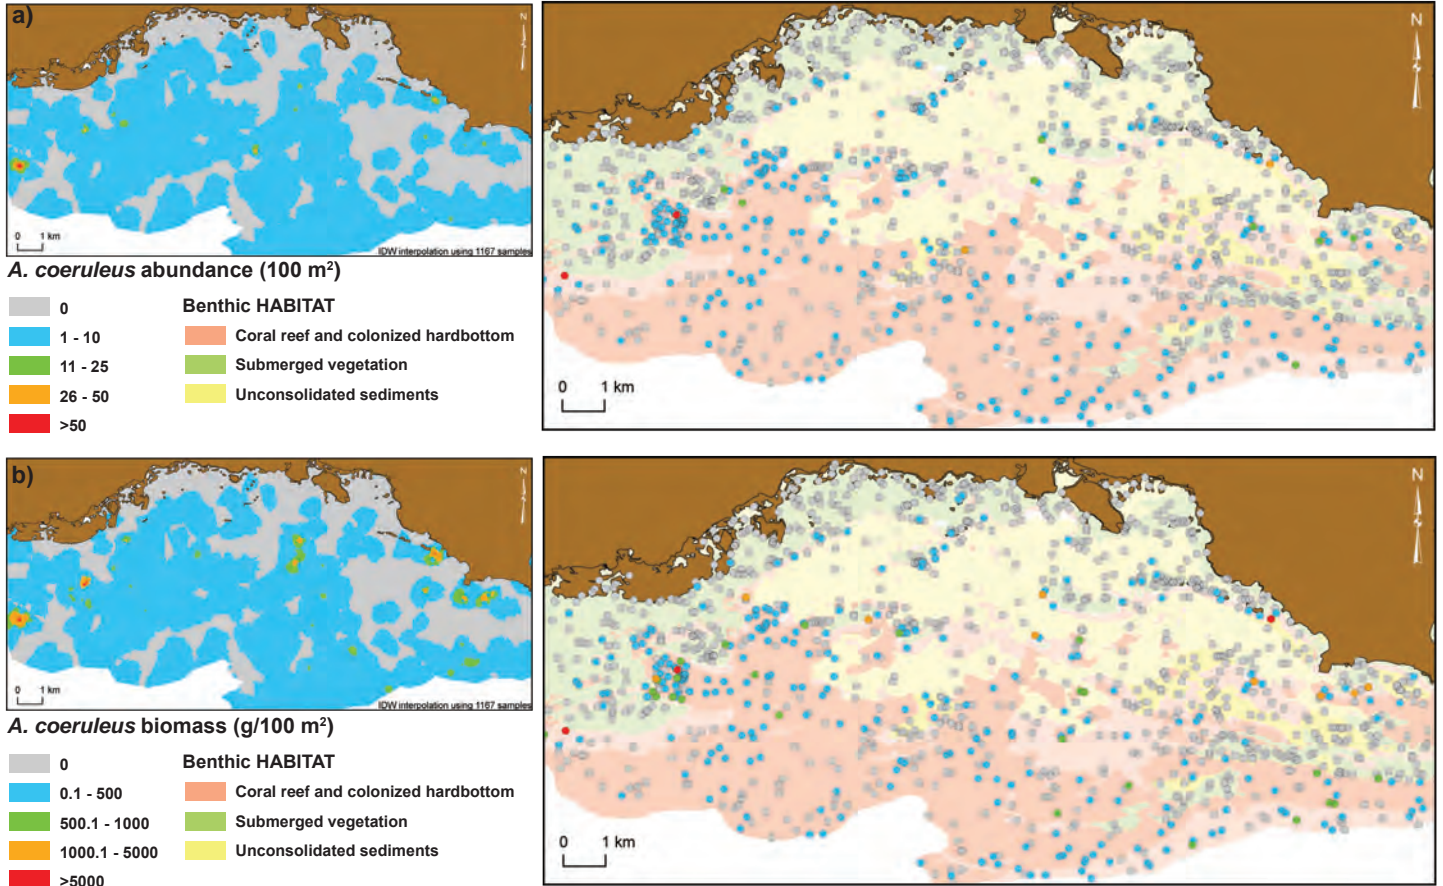 a)
N
0 1 km
IDW interpolation using 1167 samples
N
0 1 km
A. coeruleus abundance (100 m²)
0
1 - 10
11 - 25
26 - 50
>50
Benthic HABITAT
Coral reef and colonized hardbottom
Submerged vegetation
Unconsolidated sediments
b)
N
0 1 km
IDW interpolation using 1167 samples
N
0 1 km
A. coeruleus biomass (g/100 m²)
0
0.1 - 500
500.1 - 1000
1000.1 - 5000
>5000
Benthic HABITAT
Coral reef and colonized hardbottom
Submerged vegetation
Unconsolidated sediments